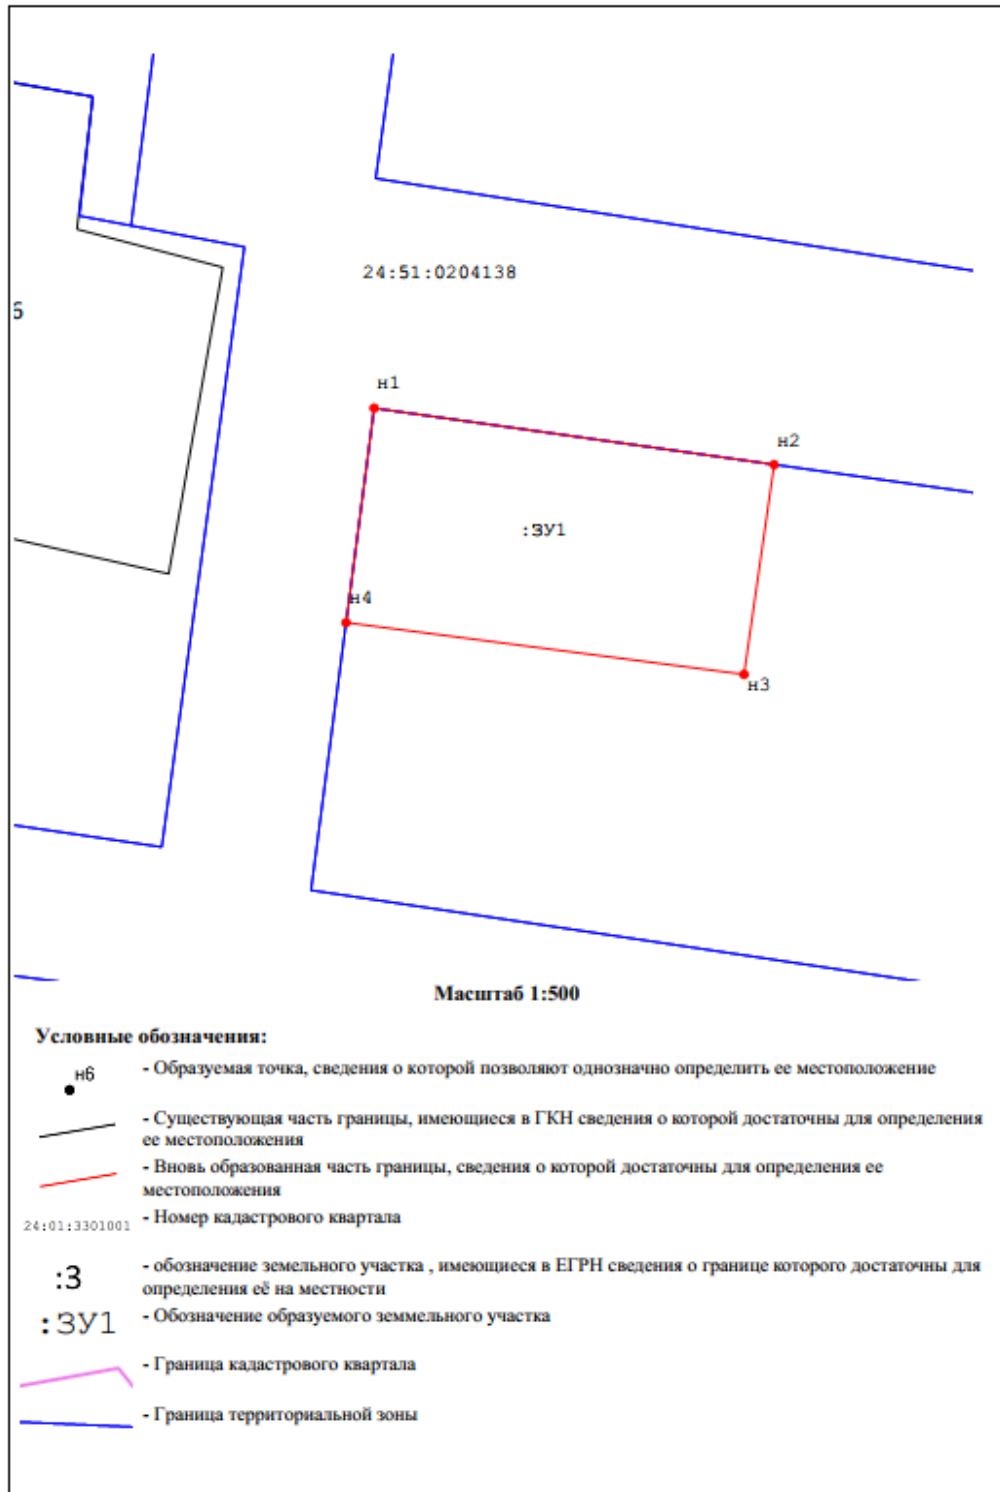 24:51:0204138
6
н1
н2
:ЗУ1
н4
н3
Масштаб 1:500
Условные обозначения:
н6
- Образуемая точка, сведения о которой позволяют однозначно определить ее местоположение
- Существующая часть границы, имеющиеся в ГКН сведения о которой достаточны для определения
ее местоположения
- Вновь образованная часть границы, сведения о которой достаточны для определения ее
местоположения
24:01:3301001
- Номер кадастрового квартала
:3
- обозначение земельного участка , имеющиеся в ЕГРН сведения о границе которого достаточны для
определения её на местности
:ЗУ1
- Обозначение образуемогоземмельного участка
- Граница кадастрового квартала
- Граница территориальной зоны